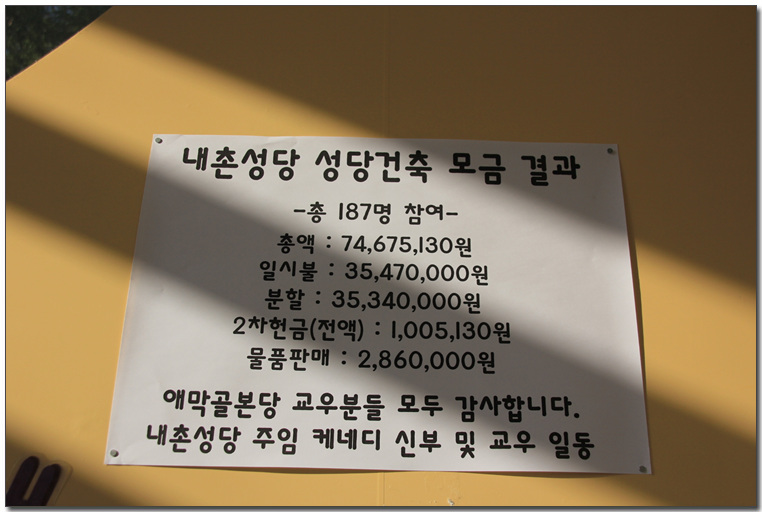 내촌성당 성당건축 모금 결과
-총 187명 참여-
총액 : 74,675,130원
일시불 : 35,470,000원
분할 : 35,340,000원
2차헌금(전액) : 1,005,130원
물품판매 : 2,860,000원
애막골본당 교우분들 모두 감사합니다.
내촌성당 주임 케네디 신부 및 교우 일동